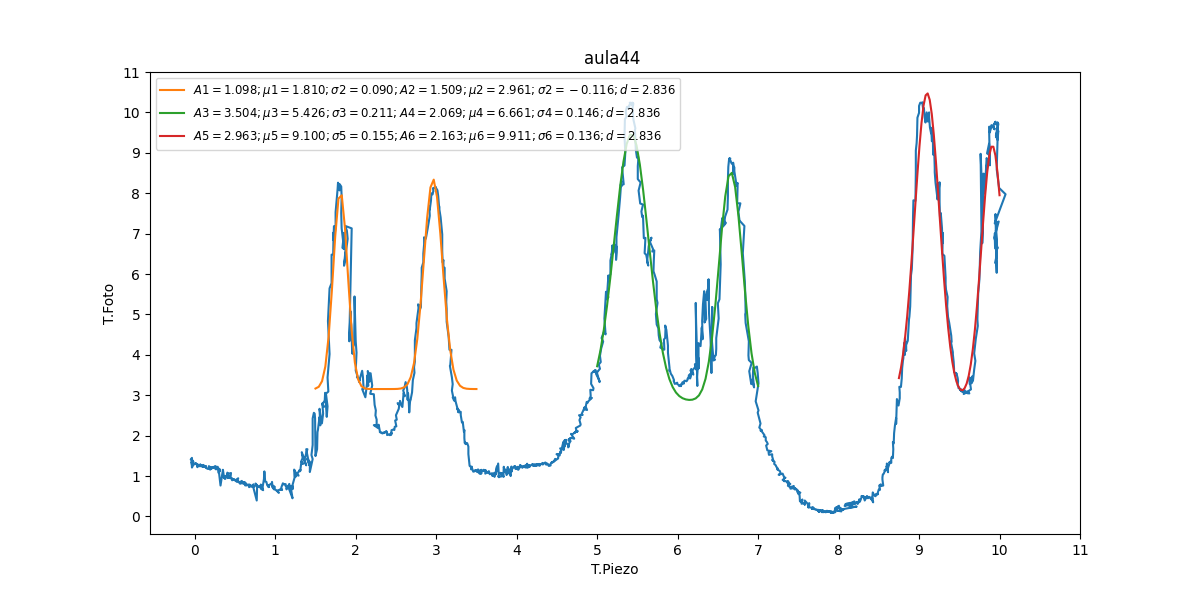 aula44
A1 = 1.098; μ1 = 1.810; σ2 = 0.090; A2 = 1.509; μ2 = 2.961; σ2 = −0.116; d = 2.836
A3 = 3.504; μ3 = 5.426; σ3 = 0.211; A4 = 2.069; μ4 = 6.661; σ4 = 0.146; d = 2.836
A5 = 2.963; μ5 = 9.100; σ5 = 0.155; A6 = 2.163; μ6 = 9.911; σ6 = 0.136; d = 2.836
11
10
9
8
7
6
5
4
3
2
1
0
T.Foto
0 1 2 3 4 5 6 7 8 9 10 11
T.Piezo